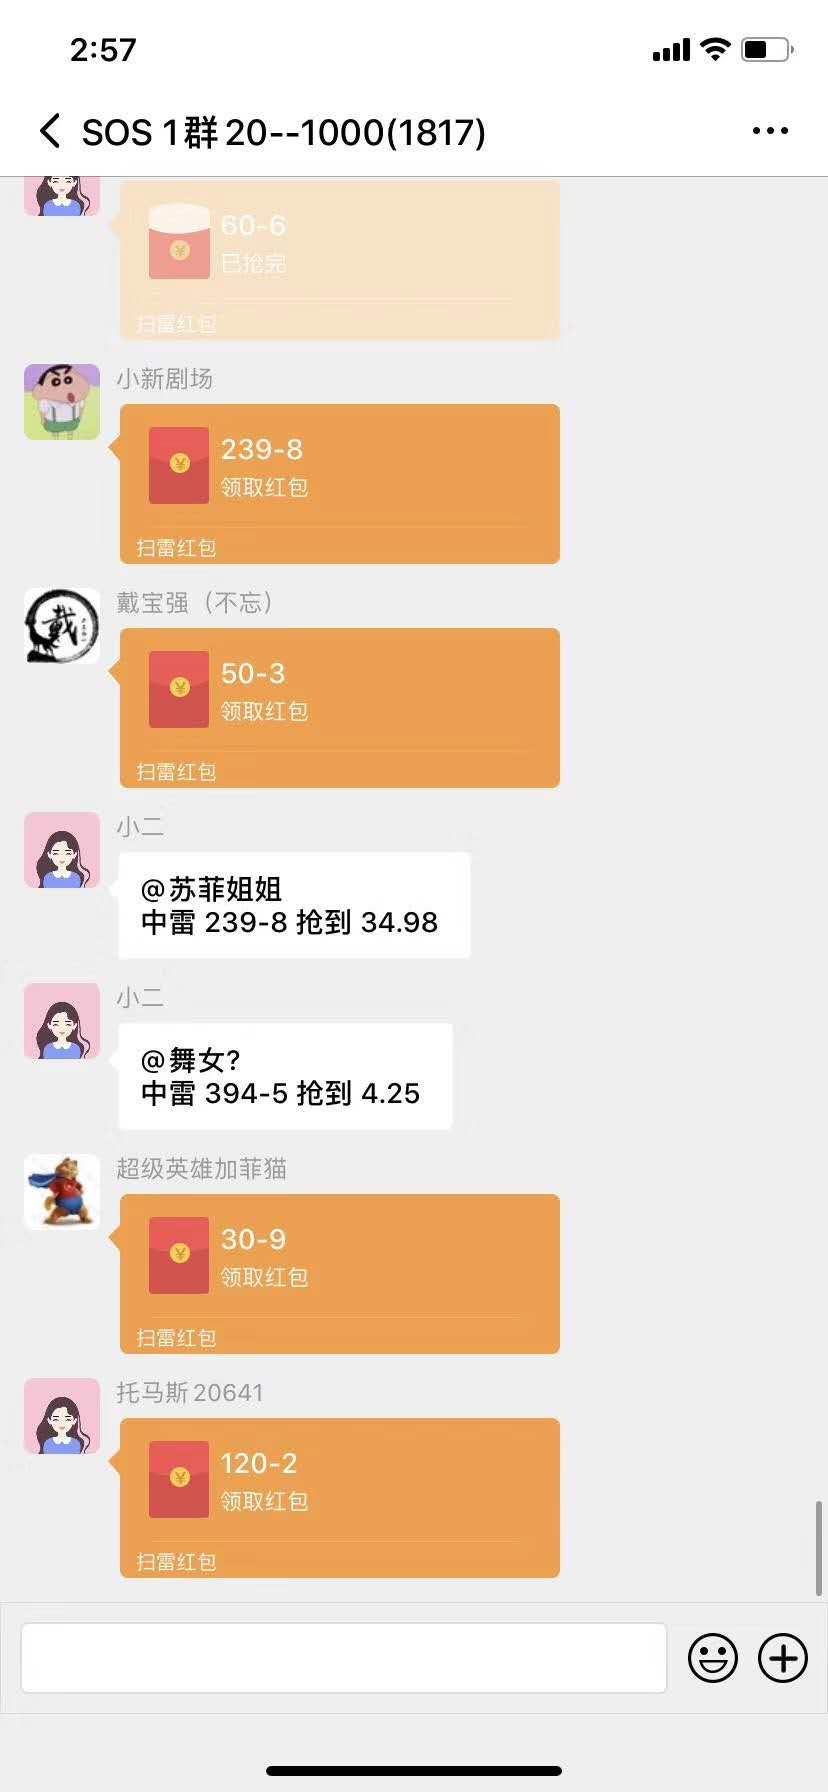 2:57
SOS 1群20--1000(1817)
60-6
已抢完
扫雷红包
小新剧场
239-8
领取红包
扫雷红包
戴宝强（不忘）
戴
50-3
领取红包
扫雷红包
小二
@苏菲姐姐
中雷 239-8 抢到 34.98
小二
@舞女?
中雷 394-5 抢到 4.25
超级英雄加菲猫
30-9
领取红包
扫雷红包
托马斯20641
120-2
领取红包
扫雷红包